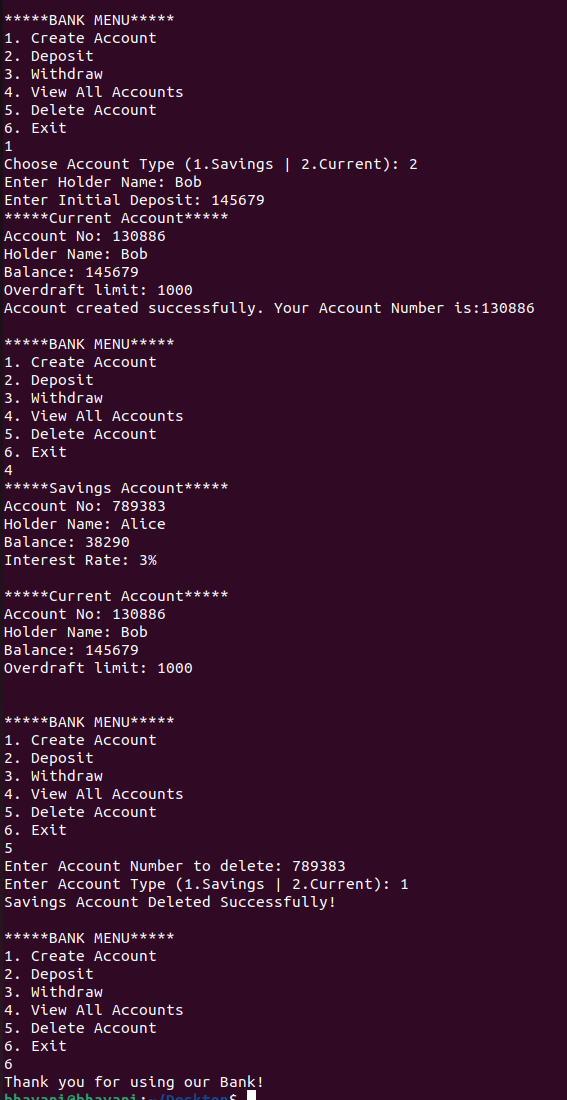 *****BANK MENU*****
1. Create Account
2. Deposit
3. Withdraw
4. View All Accounts
5. Delete Account
6. Exit
1
Choose Account Type (1.Savings | 2.Current): 2
Enter Holder Name: Bob
Enter Initial Deposit: 145679
*****Current Account*****
Account No: 130886
Holder Name: Bob
Balance: 145679
Overdraft limit: 1000
Account created successfully. Your Account Number is:130886

*****BANK MENU*****
1. Create Account
2. Deposit
3. Withdraw
4. View All Accounts
5. Delete Account
6. Exit
4
*****Savings Account*****
Account No: 789383
Holder Name: Alice
Balance: 38290
Interest Rate: 3%

*****Current Account*****
Account No: 130886
Holder Name: Bob
Balance: 145679
Overdraft limit: 1000

*****BANK MENU*****
1. Create Account
2. Deposit
3. Withdraw
4. View All Accounts
5. Delete Account
6. Exit
5
Enter Account Number to delete: 789383
Enter Account Type (1.Savings | 2.Current): 1
Savings Account Deleted Successfully!

*****BANK MENU*****
1. Create Account
2. Deposit
3. Withdraw
4. View All Accounts
5. Delete Account
6. Exit
6
Thank you for using our Bank!
bhavani@bhavani:~/Desktop$